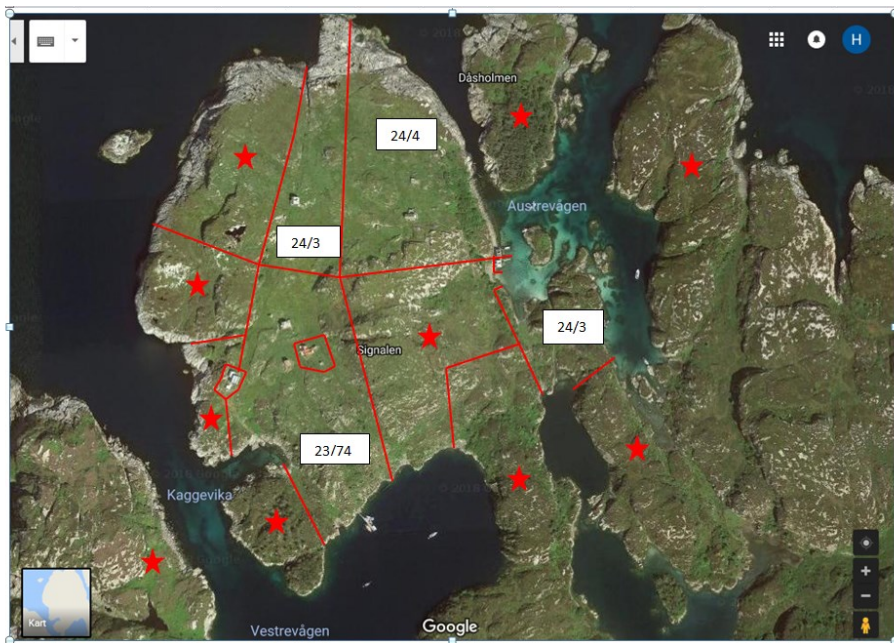 H
Dåsholmen
24/4
Austrevågen
24/3
24/3
Signalen
23/74
Kaggevika
Kart
Google
Vestrevågen